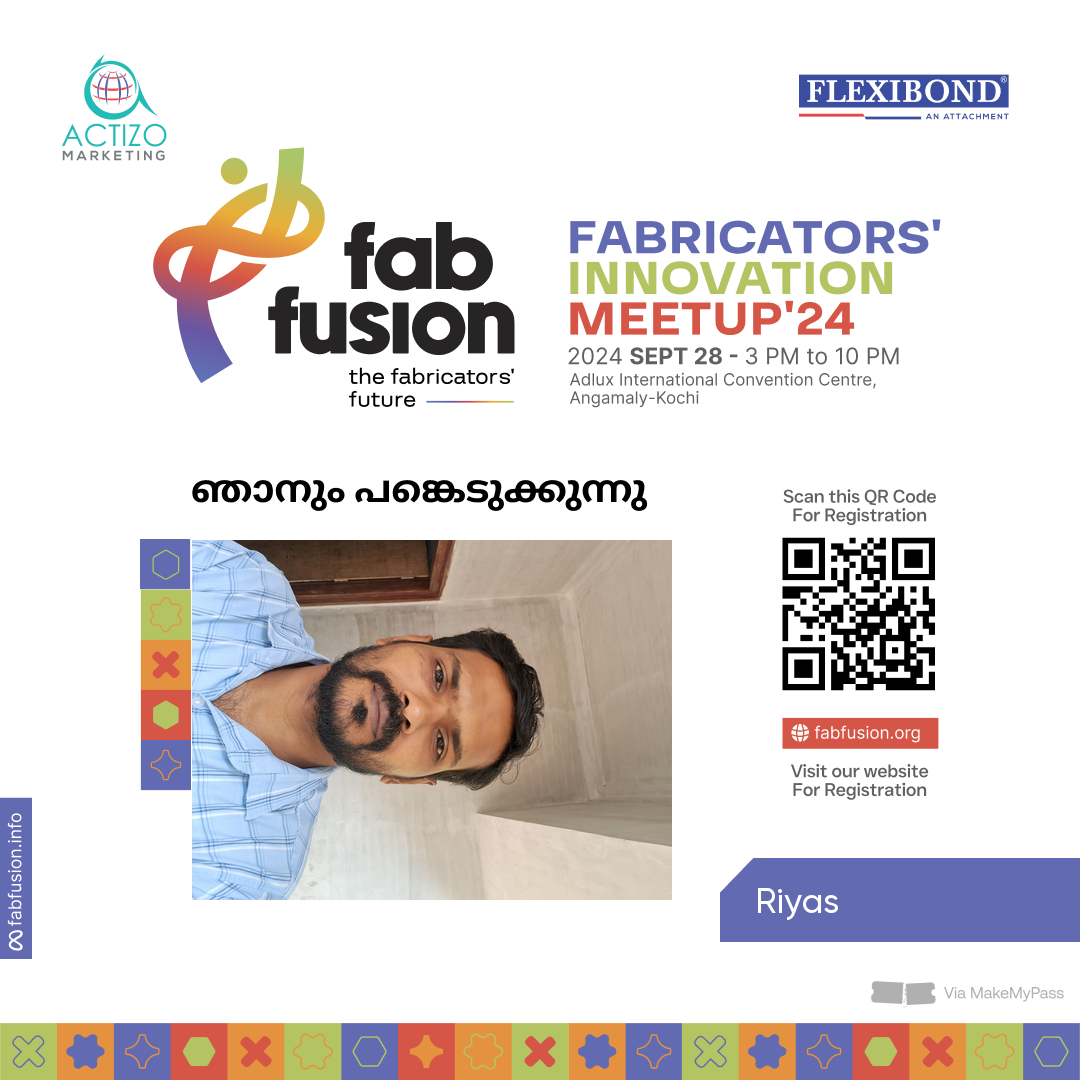 ACTIZO
MARKETING
FLEXIBOND®
AN ATTACHMENT
fab
fusion
the fabricators'
future
FABRICATORS'
INNOVATION
MEETUP'24
2024 SEPT 28 - 3 PM to 10 PM
Adlux International Convention Centre,
Angamaly-Kochi
ഞാനും പങ്കെടുക്കുന്നു
Scan this QR Code
For Registration
fabfusion.org
Visit our website
For Registration
fabfusion.info
Riyas
Via MakeMyPass